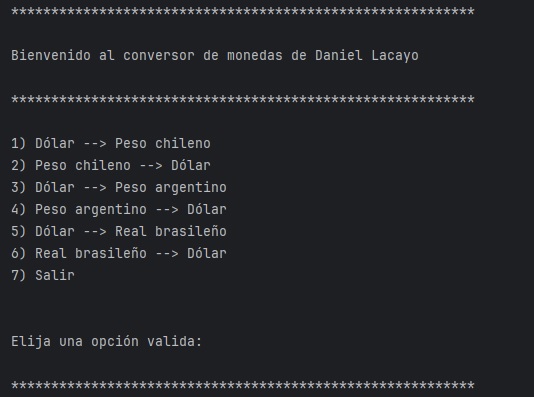 **********************************************************
Bienvenido al conversor de monedas de Daniel Lacayo
**********************************************************
1) Dólar --> Peso chileno
2) Peso chileno --> Dólar
3) Dólar --> Peso argentino
4) Peso argentino --> Dólar
5) Dólar --> Real brasileño
6) Real brasileño --> Dólar
7) Salir
Elija una opción valida:
**********************************************************